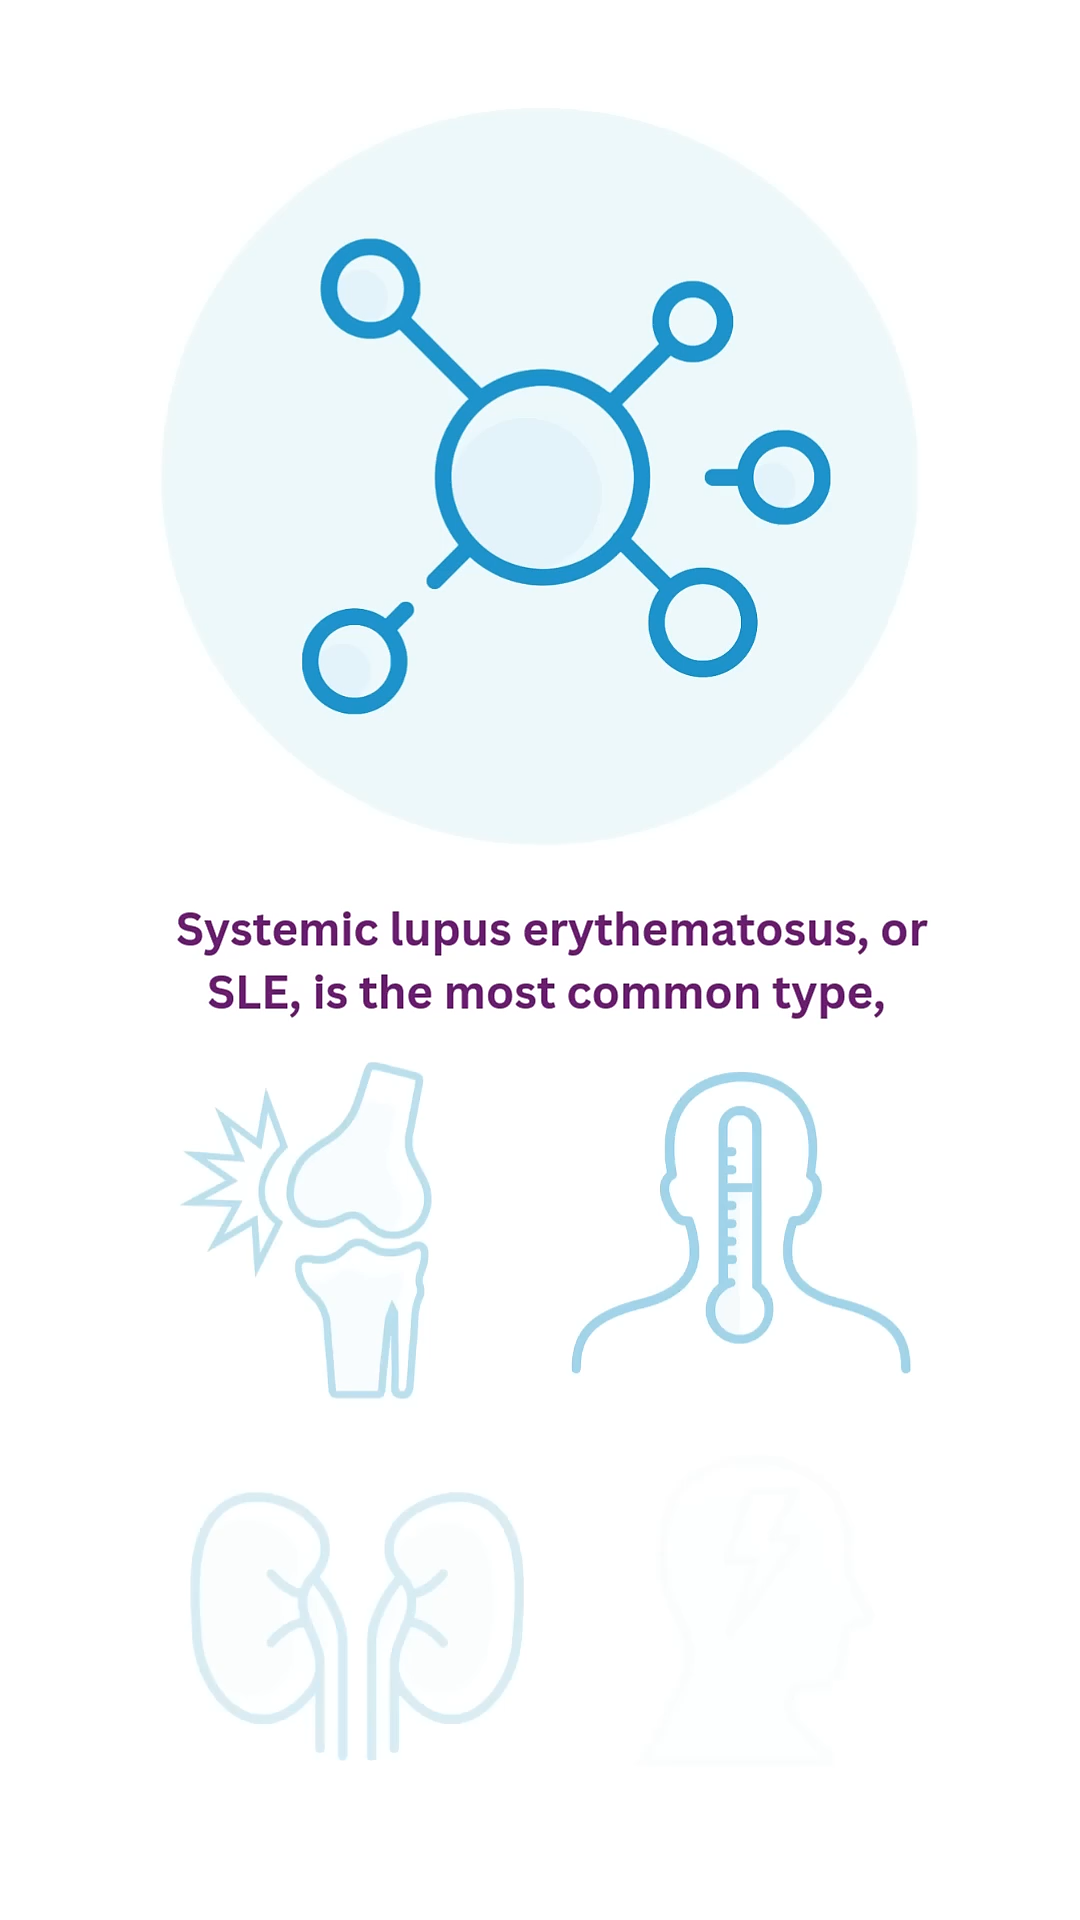 Systemic lupus erythematosus, or
SLE, is the most common type,